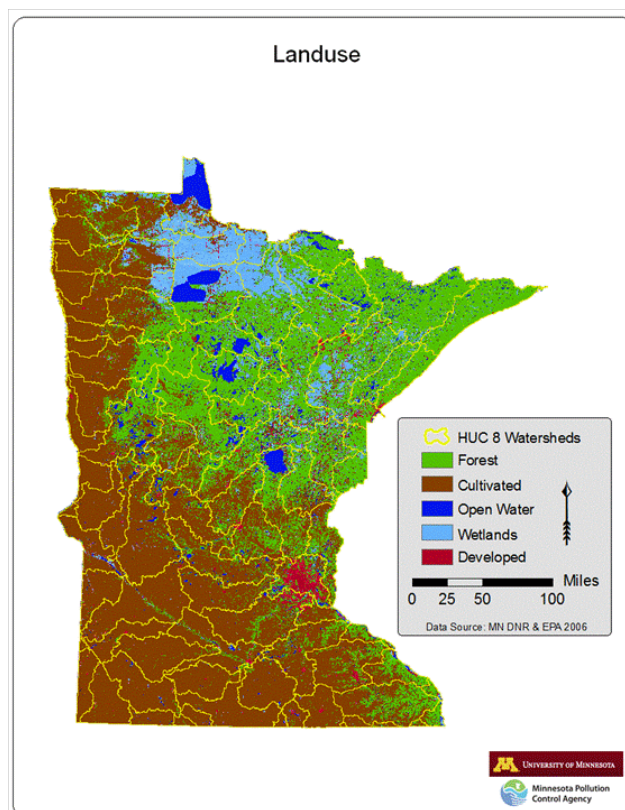 Landuse
HUC 8 Watersheds
Forest
Cultivated
Open Water
Wetlands
Developed
Miles
0 25 50 100
Data Source: MN DNR & EPA 2006
M UNIVERSITY OF MINNESOTA
Minnesota Pollution
Control Agency